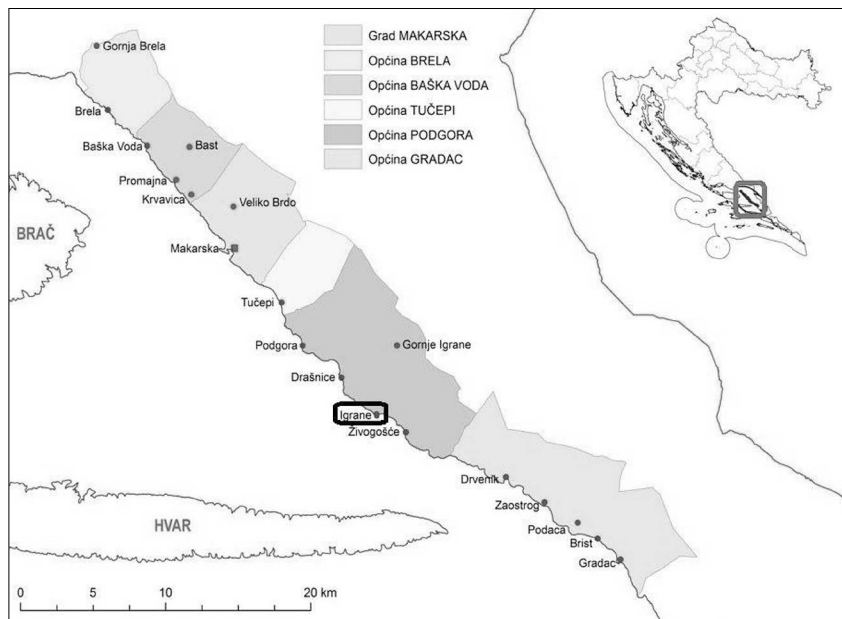 Grad MAKARSKA
Općina BRELA
Općina BAŠKA VODA
Općina TUČEPI
Općina PODGORA
Općina GRADAC
Gornja Brela
Brela
Baška Voda
Bast
Promajna
Krvavica
Veliko Brdo
BRAČ
Makarska
Tučepi
Podgora
Gornje Igrane
Drašnice
Igrane
Živogošće
Drvenik
Zaostrog
HVAR
Podaca
Brist
Gradac
0 5 10 20 km